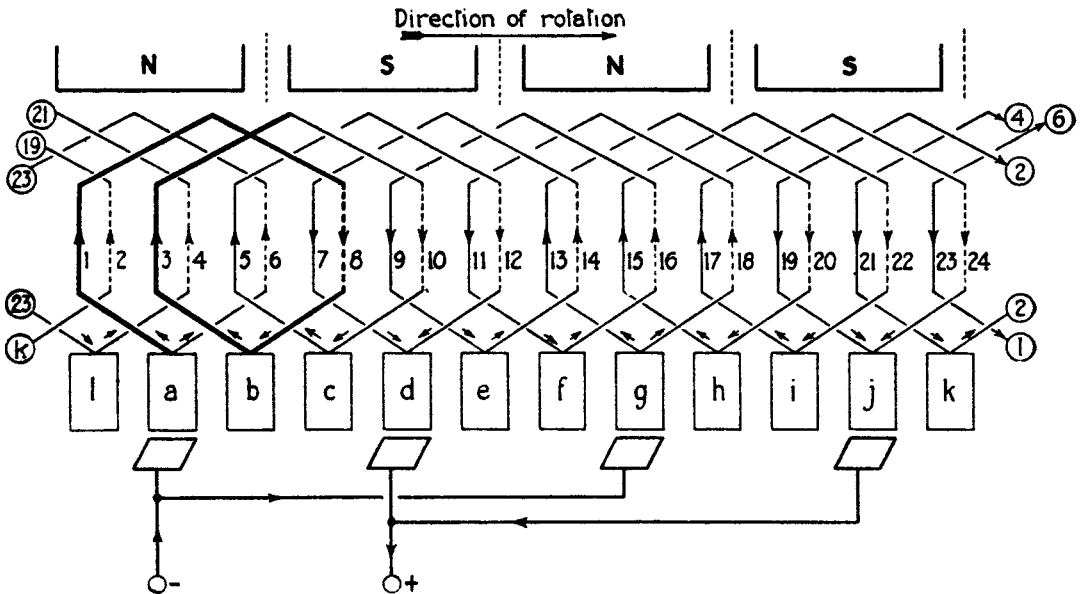 Direction of rotation
N S N S
21 4 6
19
23 2
1 2 3 4 5 6 7 8 9 10 11 12 13 14 15 16 17 18 19 20 21 22 23 24
23 2
k 1
l a b c d e f g h i j k
- +